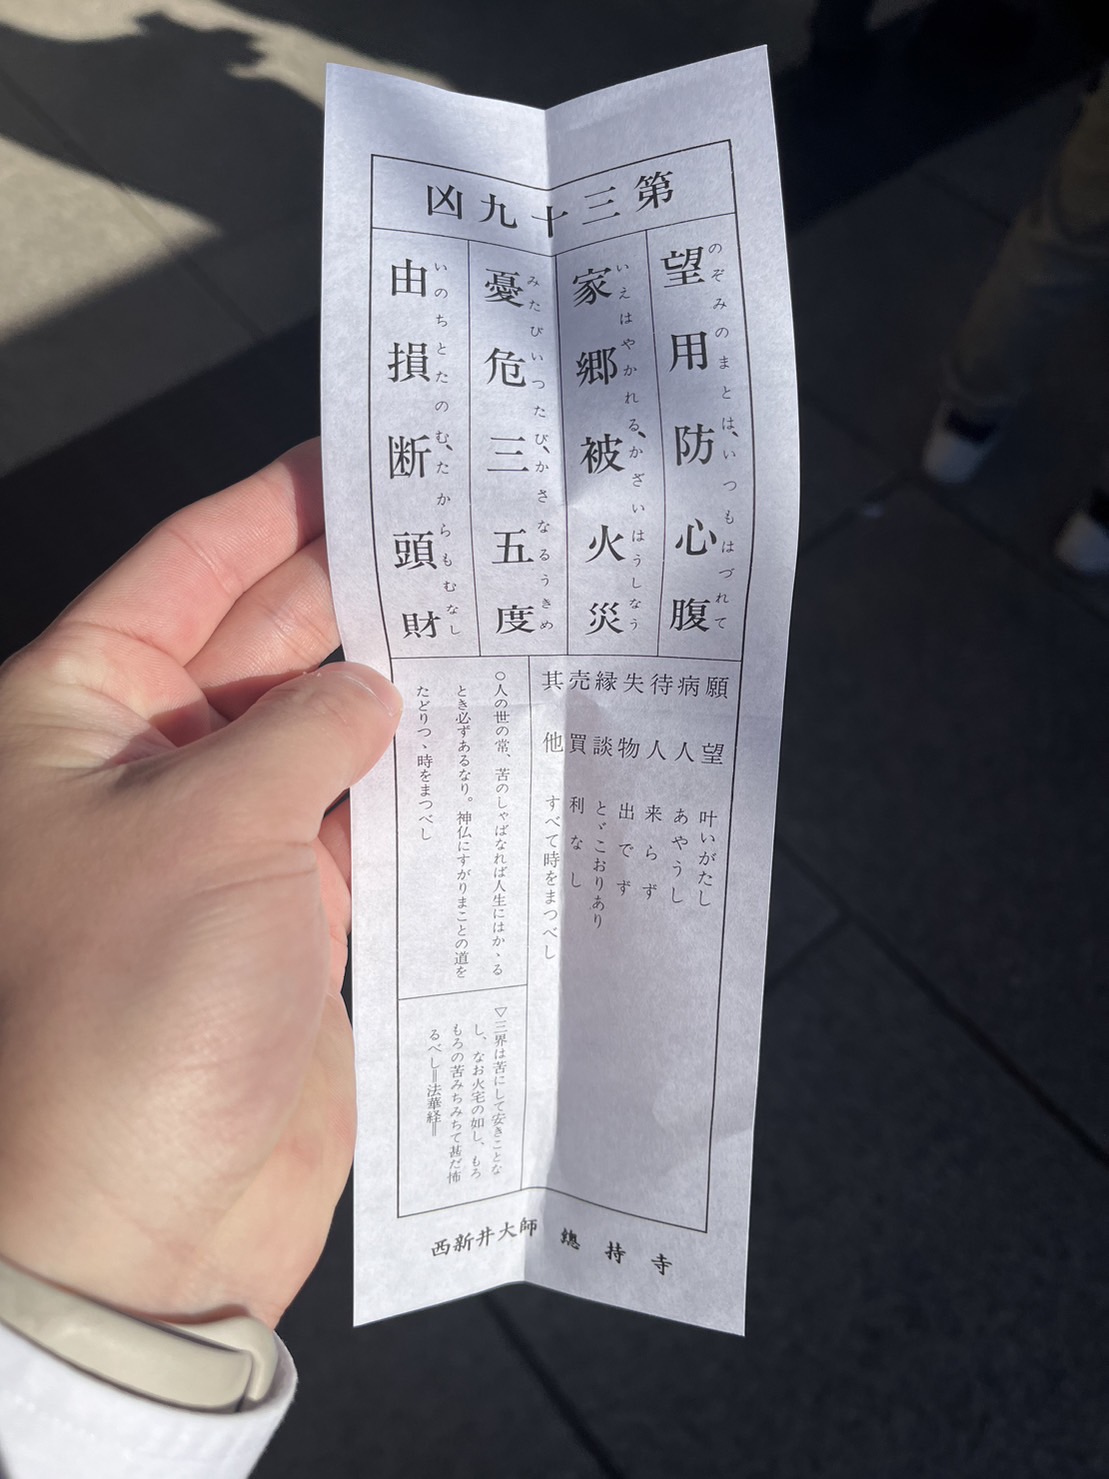 第三十九凶
望用防心腹
のぞみのまとは、いつもはづれて
家郷被火災
いえはやかれる、かざいはうしなう
憂危三五度
みたびいつたび、かさなるうきめ
由損断頭財
いのちとたのむ、たからもむなし
願望 叶いがたし
病人 あやうし
待人 来らず
失物 出でず
縁談 とゞこおりあり
売買 利なし
其他 すべて時をまつべし
○人の世の常、苦のしゃばなれば人生にはかゝる
とき必ずあるなり。神仏にすがりまことの道を
たどりつゝ時をまつべし
▽三界は苦にして安きことな
し、なお火宅の如し、もろ
もろの苦みちみちて甚だ怖
るべし＝法華経＝
西新井大師 總持寺